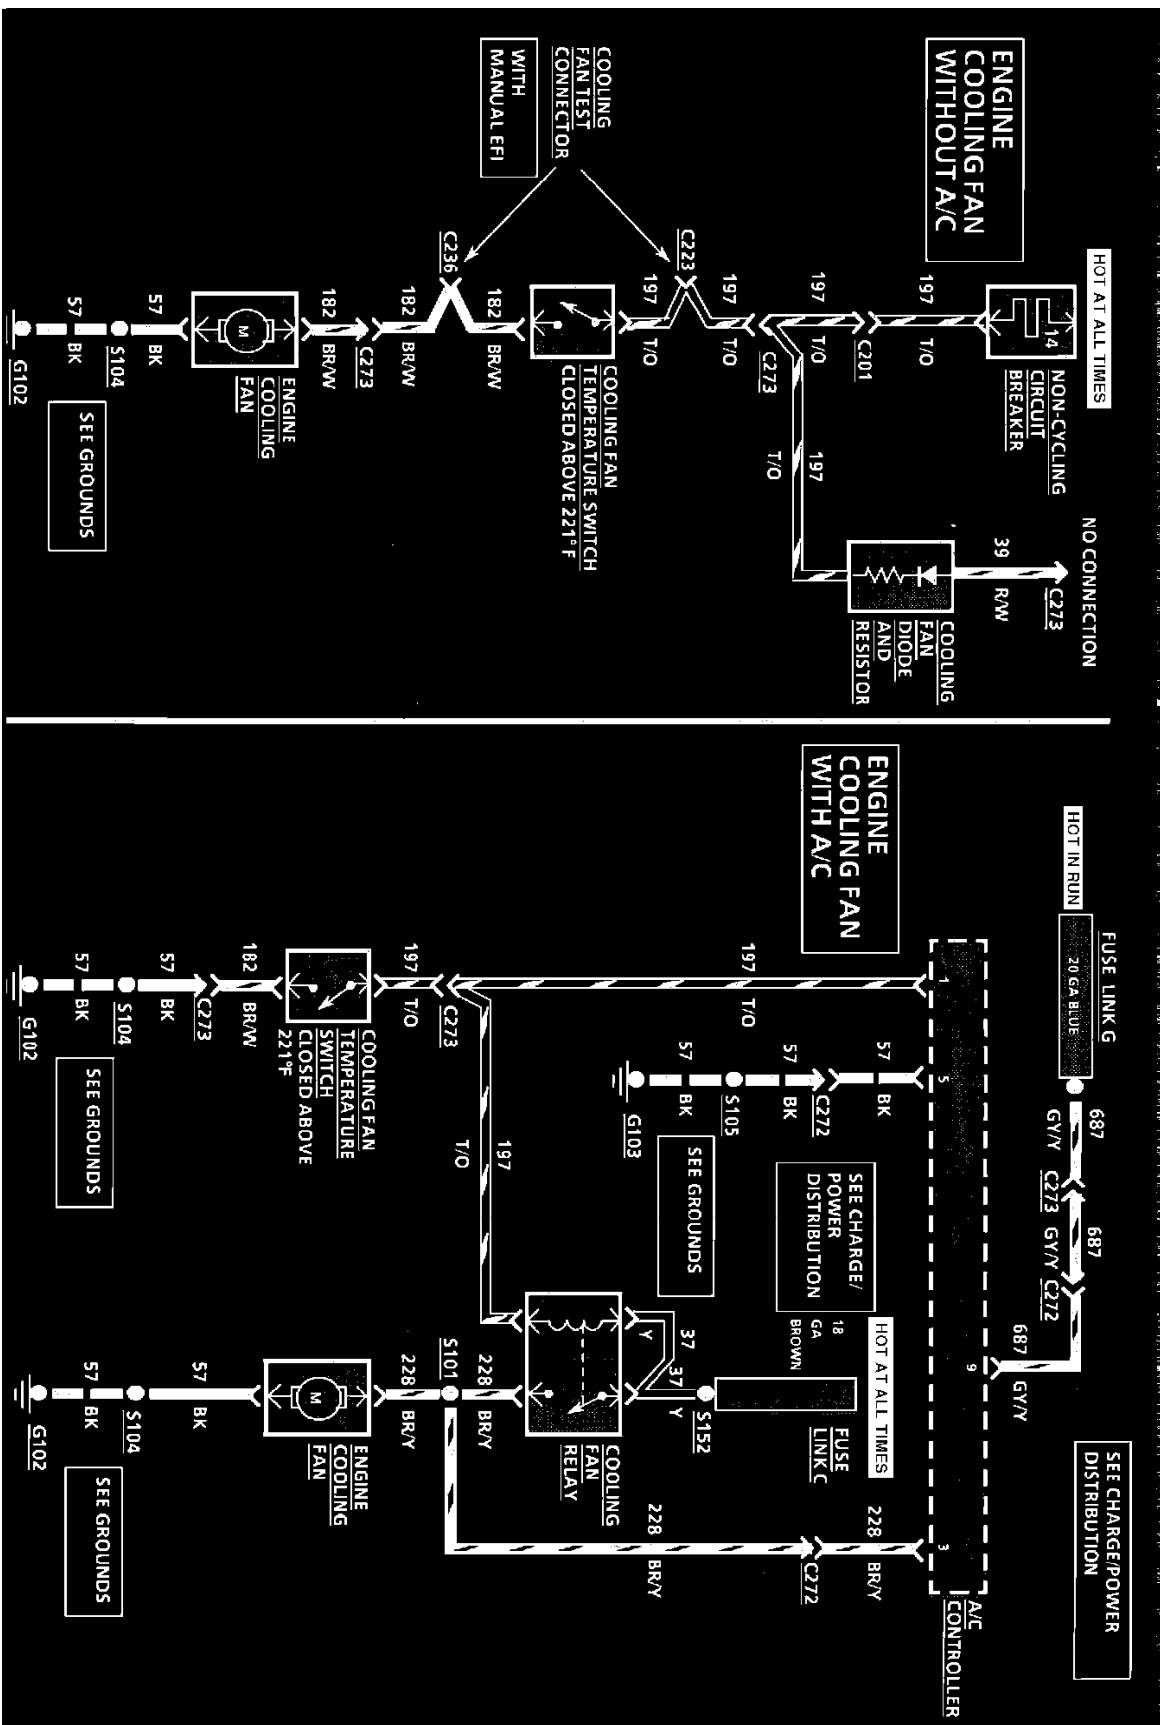 ENGINE
COOLING FAN
WITHOUT A/C
HOT AT ALL TIMES
14
NON-CYCLING
CIRCUIT
BREAKER
NO CONNECTION
C273
39
R/W
COOLING
FAN
DIODE
AND
RESISTOR
197
T/O
C201
197
T/O
C273
197
T/O
197
T/O
C223
197
T/O
COOLING
FAN TEST
CONNECTOR
WITH
MANUAL EFI
COOLING FAN
TEMPERATURE SWITCH
CLOSED ABOVE 221°F
182
BR/W
C236
182
BR/W
C273
182
BR/W
ENGINE
COOLING
FAN
M
57
BK
S104
57
BK
G102
SEE GROUNDS
ENGINE
COOLING FAN
WITH A/C
HOT IN RUN
FUSE LINK G
20 GA BLUE
687
GY/Y
C273
687
GY/Y
C272
687
GY/Y
SEE CHARGE/POWER
DISTRIBUTION
1
5
9
3
A/C
CONTROLLER
197
T/O
57
BK
C272
57
BK
S105
57
BK
G103
SEE GROUNDS
SEE CHARGE/
POWER
DISTRIBUTION
HOT AT ALL TIMES
18
GA
BROWN
FUSE
LINK C
S152
37
Y
37
Y
228
BR/Y
C272
228
BR/Y
COOLING
FAN
RELAY
C273
197
T/O
197
T/O
COOLING FAN
TEMPERATURE
SWITCH
CLOSED ABOVE
221°F
182
BR/W
C273
57
BK
S104
57
BK
G102
SEE GROUNDS
228
BR/Y
S101
228
BR/Y
ENGINE
COOLING
FAN
M
57
BK
S104
57
BK
G102
SEE GROUNDS